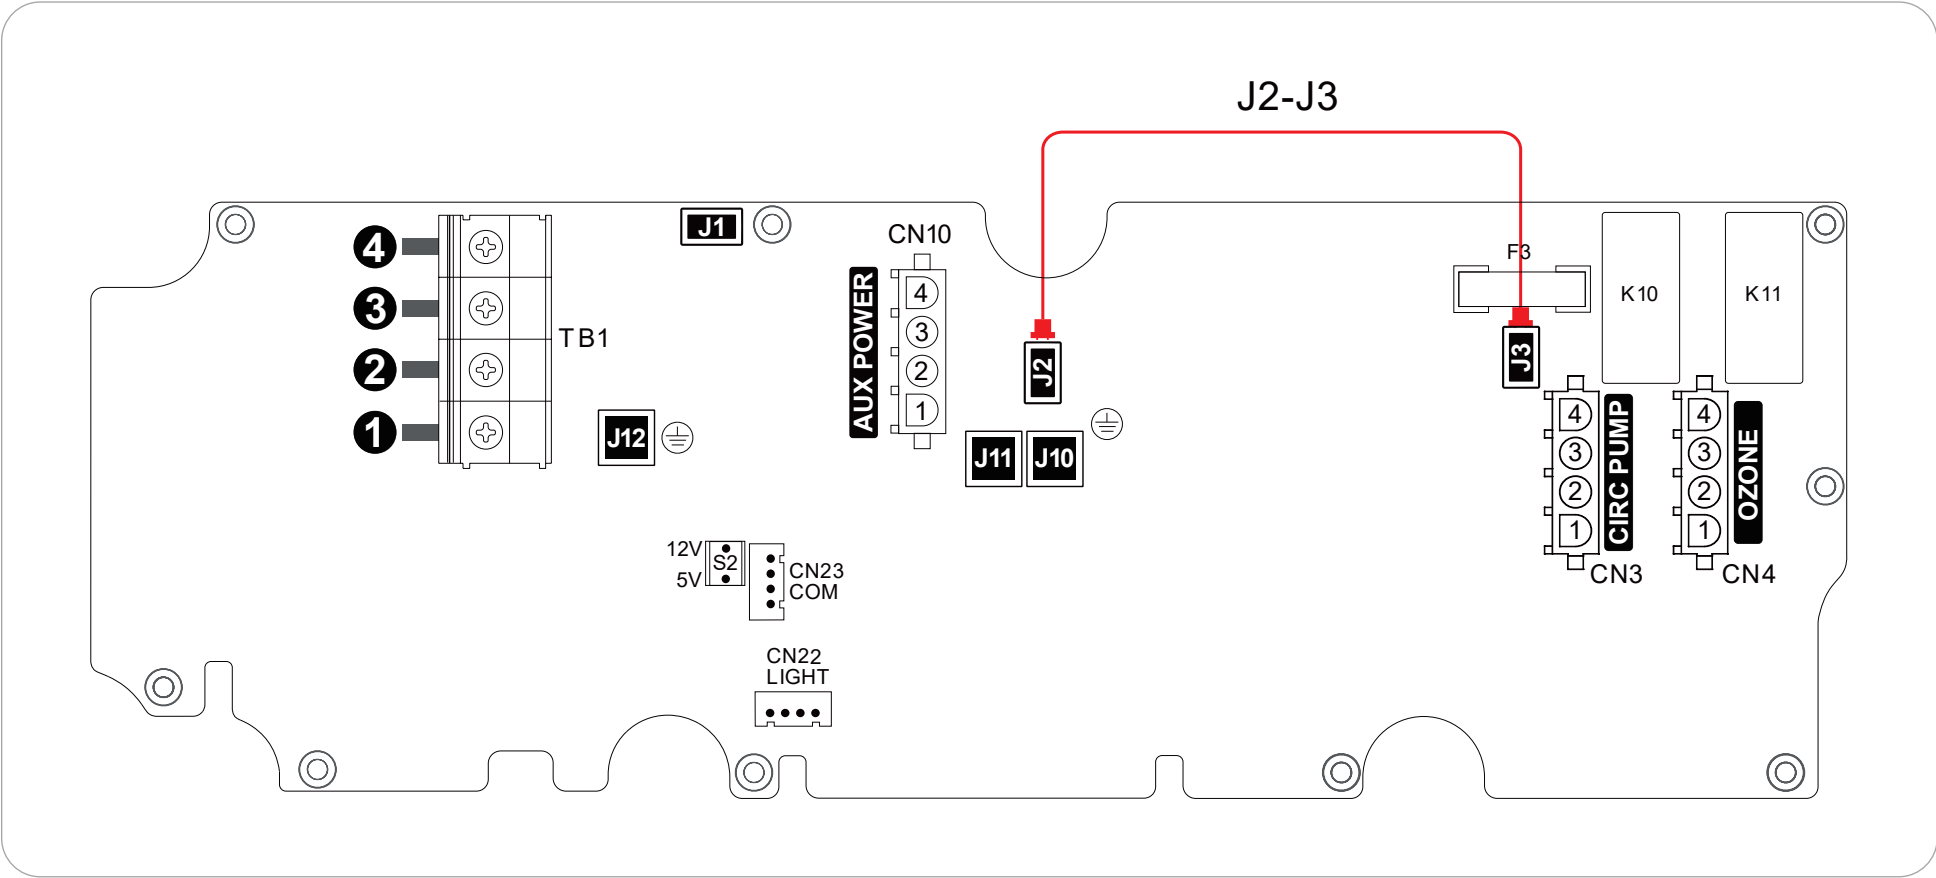 J2-J3
J1
4
3
2
1
TB1
J12
CN10
AUX POWER
4
3
2
1
J2
J11
J10
F3
J3
K10
K11
4
3
2
1
CIRC PUMP
CN3
4
3
2
1
OZONE
CN4
12V
5V
S2
CN23
COM
CN22
LIGHT